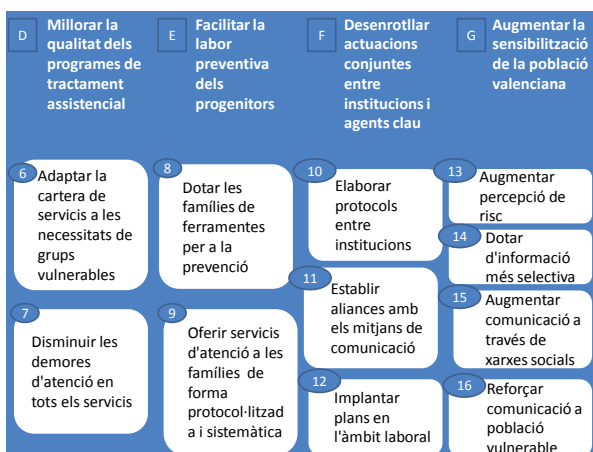 D
Millorar la
qualitat dels
programes de
tractament
assistencial
E
Facilitar la
labor
preventiva
dels
progenitors
F
Desenrotllar
actuacions
conjuntes
entre
institucions i
agents clau
G
Augmentar la
sensibilització
de la població
valenciana
6
Adaptar la
cartera de
servicis a les
necessitats de
grups
vulnerables
7
Disminuir les
demores
d'atenció en
tots els servicis
8
Dotar les
famílies de
ferramentes
per a la
prevenció
9
Oferir servicis
d'atenció a les
famílies de
forma
protocol·litzad
a i sistemàtica
10
Elaborar
protocols
entre
institucions
11
Establir
aliances amb
els mitjans de
comunicació
12
Implantar
plans en
l'àmbit laboral
13
Augmentar
percepció de
risc
14
Dotar
d'informació
més selectiva
15
Augmentar
comunicació a
través de
xarxes socials
16
Reforçar
comunicació a
població
vulnerable